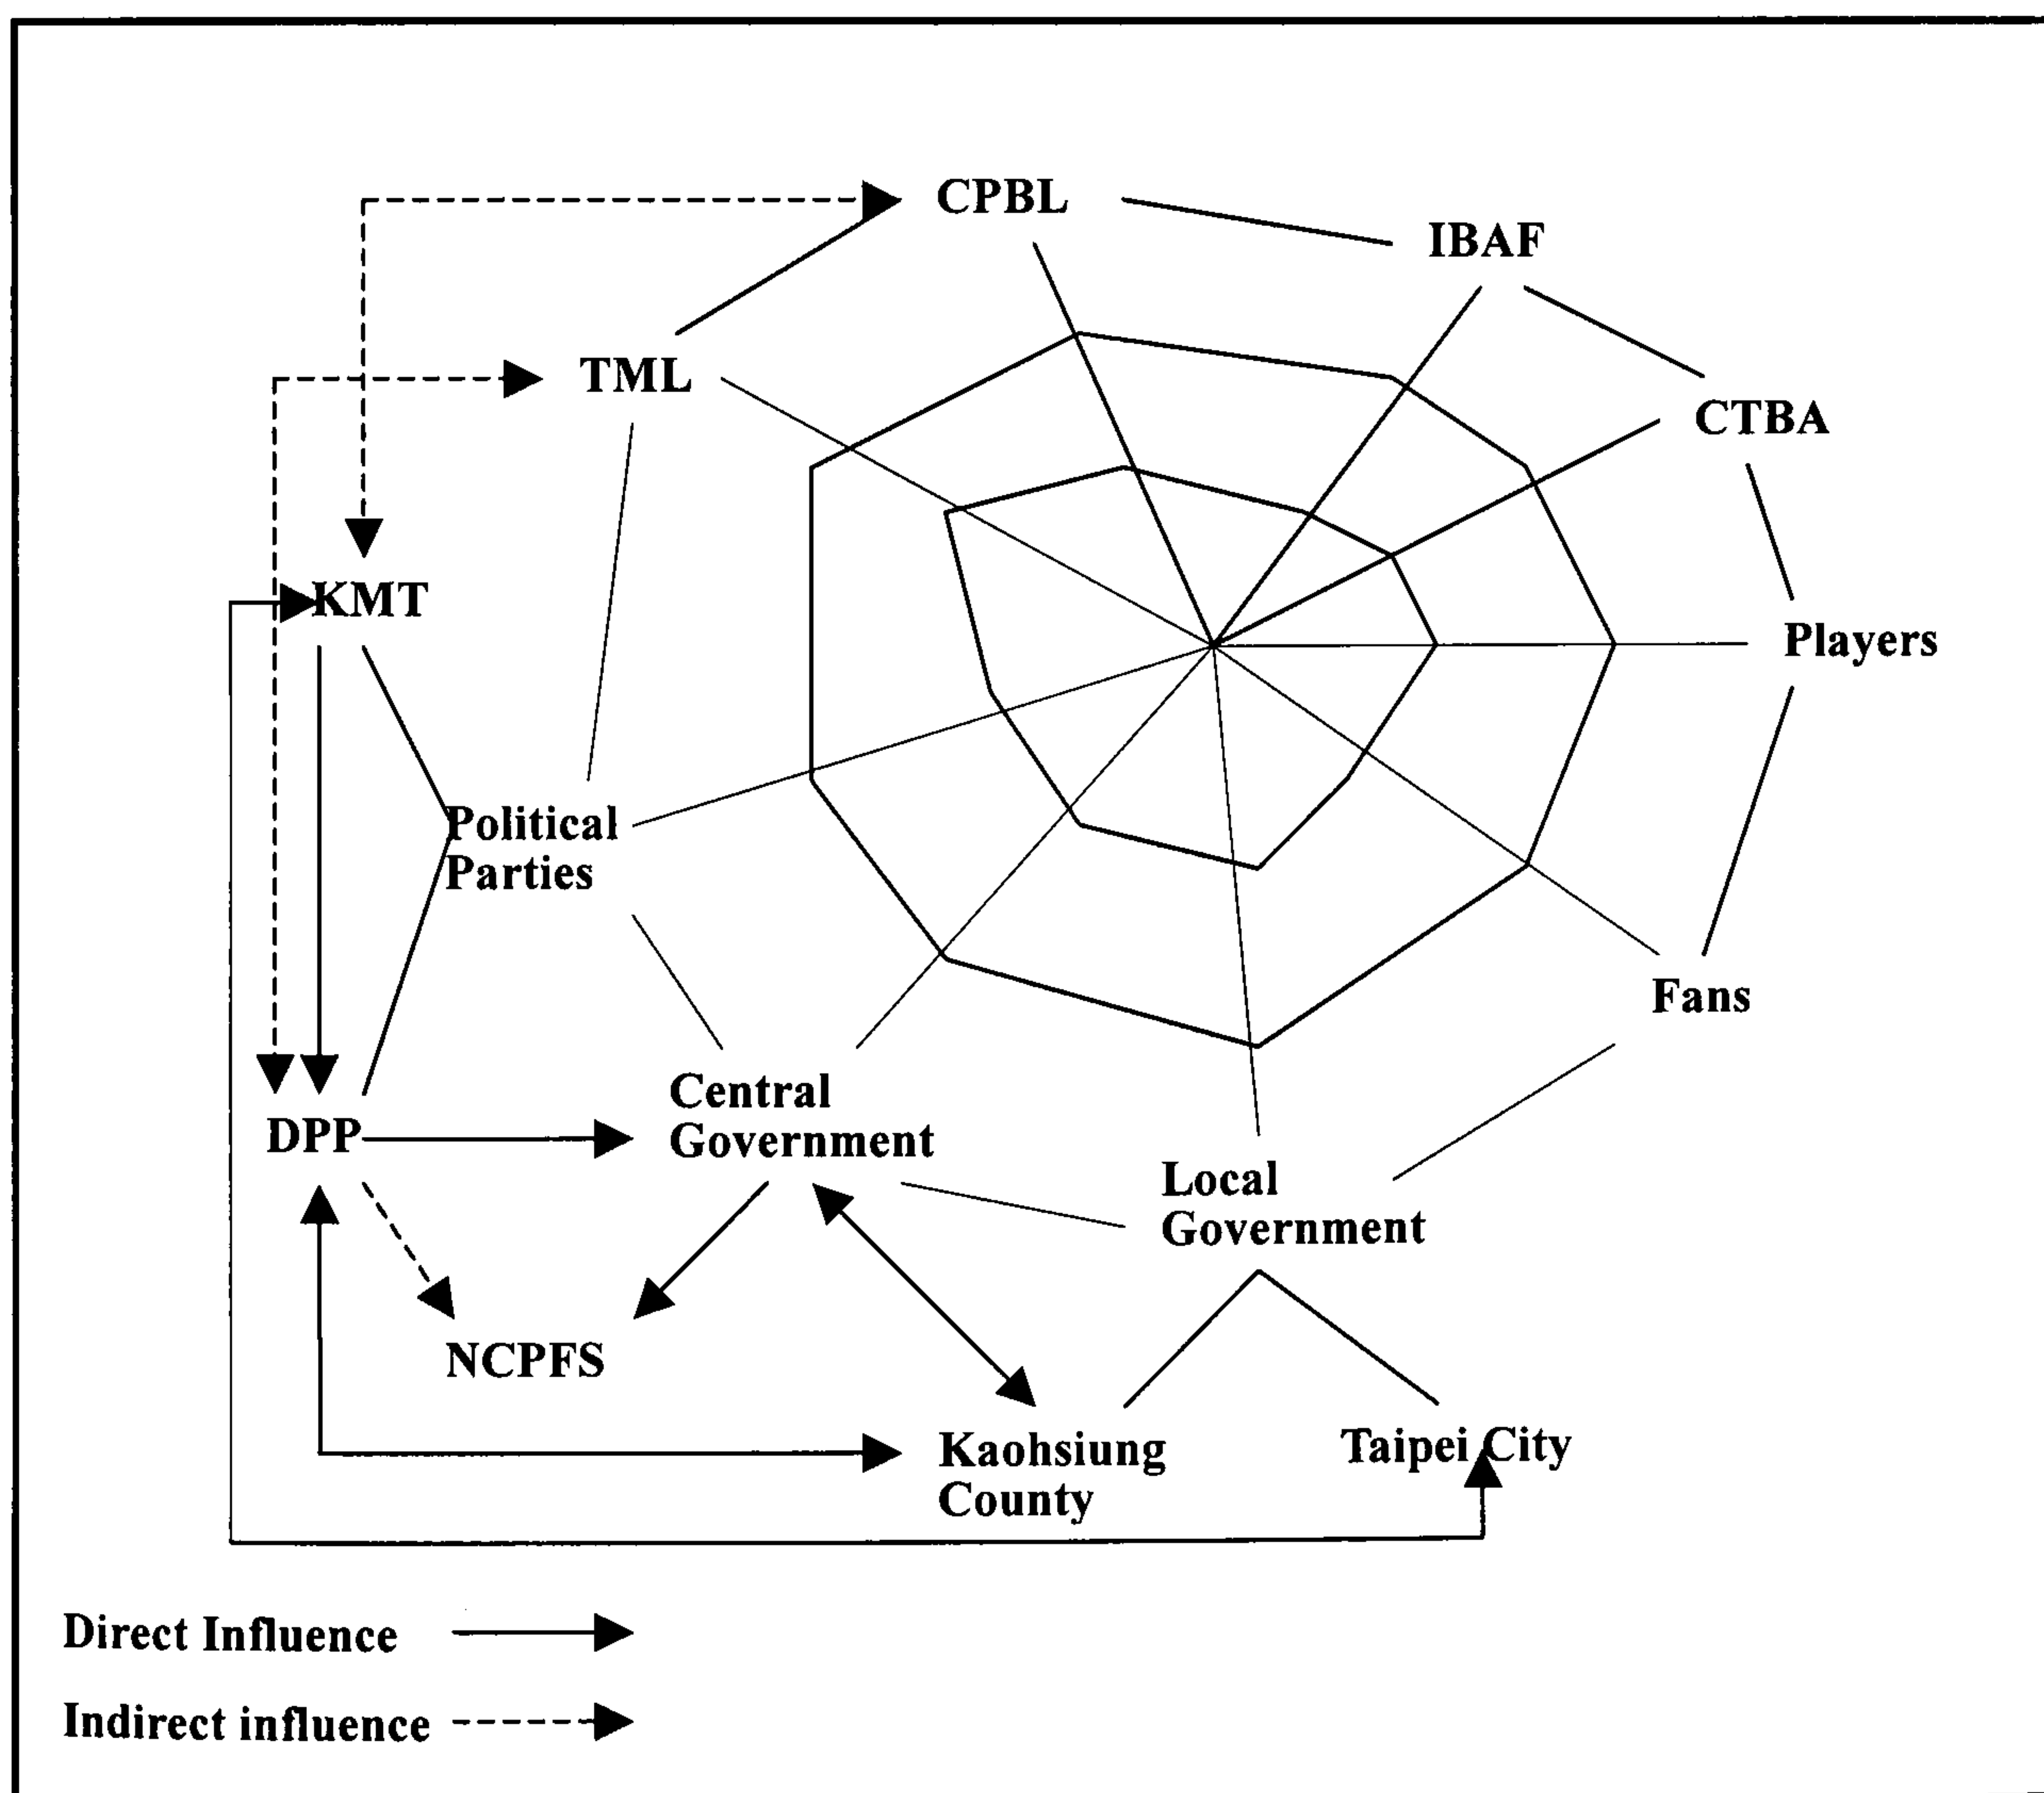 CPBL
IBAF
TML
CTBA
KMT
Players
Political
Parties
Fans
Central
Government
DPP
Local
Government
NCPFS
Kaohsiung
County
Taipei City
Direct Influence
Indirect influence